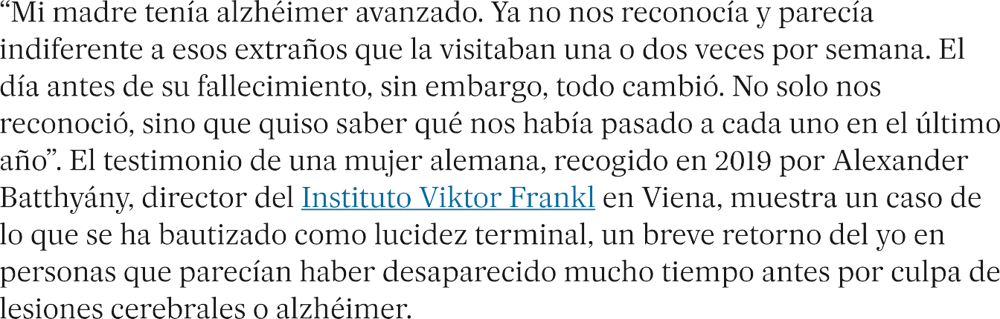 “Mi madre tenía alzhéimer avanzado. Ya no nos reconocía y parecía
indiferente a esos extraños que la visitaban una o dos veces por semana. El
día antes de su fallecimiento, sin embargo, todo cambió. No solo nos
reconoció, sino que quiso saber qué nos había pasado a cada uno en el último
año”. El testimonio de una mujer alemana, recogido en 2019 por Alexander
Batthyány, director del Instituto Viktor Frankl en Viena, muestra un caso de
lo que se ha bautizado como lucidez terminal, un breve retorno del yo en
personas que parecían haber desaparecido mucho tiempo antes por culpa de
lesiones cerebrales o alzhéimer.